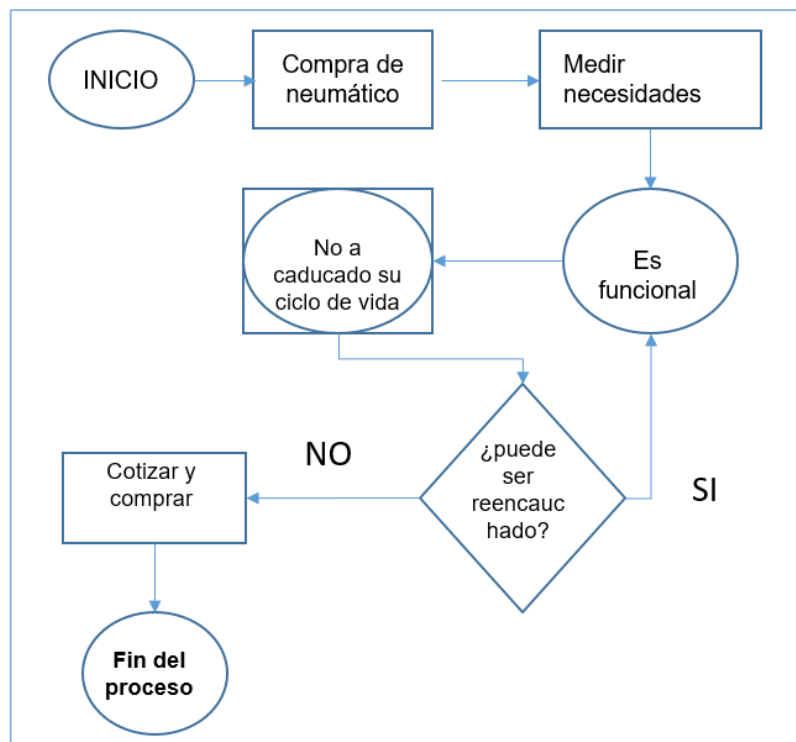 INICIO
Compra de
neumático
Medir
necesidades
Es
funcional
No a
caducado su
ciclo de vida
¿puede
ser
reencauc
hado?
SI
NO
Cotizar y
comprar
Fin del
proceso